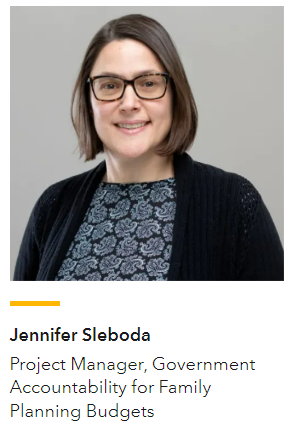 Jennifer Sleboda
Project Manager, Government
Accountability for Family
Planning Budgets